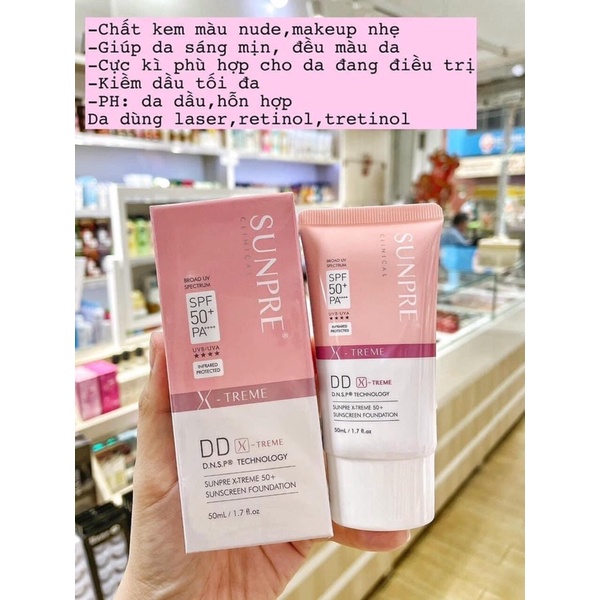 -Chất kem màu nude,makeup nhẹ
-Giúp da sáng mịn, đều màu da
-Cực kì phù hợp cho da đang điều trị
-Kiềm dầu tối đa
-PH: da dầu,hỗn hợp
Da dùng laser,retinol,tretinol
SUNPRE®
CLINICAL
BROAD UV
SPECTRUM
SPF
50+
PA++++
UVB/UVA
★★★★
INFRARED
PROTECTED
X - TREME
DD X - TREME
D.N.S.P® TECHNOLOGY
SUNPRE X-TREME 50+
SUNSCREEN FOUNDATION
50mL / 1.7 fl.oz
SUNPRE
CLINICAL
BROAD UV
SPECTRUM
SPF
50+
PA++++
UVB/UVA
★★★★
INFRARED
PROTECTED
X - TREME
DD X - TREME
D.N.S.P® TECHNOLOGY
SUNPRE X-TREME 50+
SUNSCREEN FOUNDATION
50mL / 1.7 fl.oz